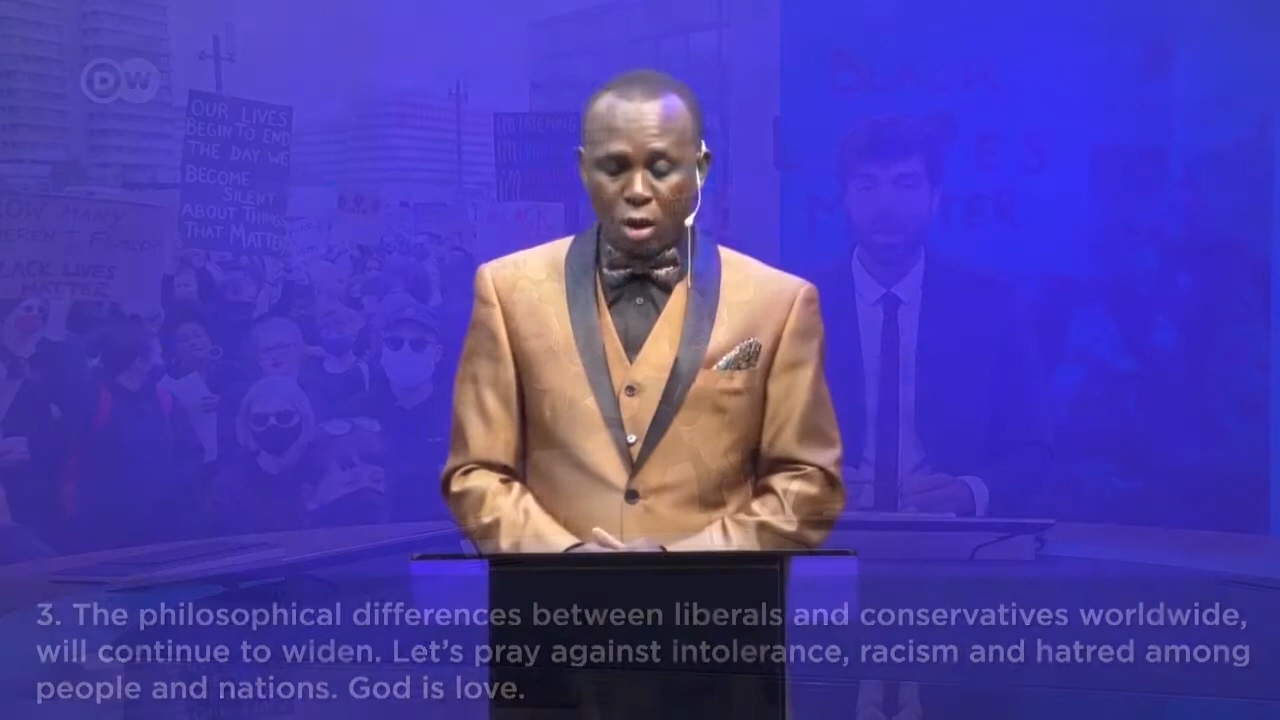 DW
OUR LIVES
BEGIN TO END
THE DAY WE
BECOME
SILENT
ABOUT THINGS
THAT MATTER
BLACK LIVES
MATTER
BLACK
MATTER
3. The philosophical differences between liberals and conservatives worldwide,
will continue to widen. Let's pray against intolerance, racism and hatred among
people and nations. God is love.